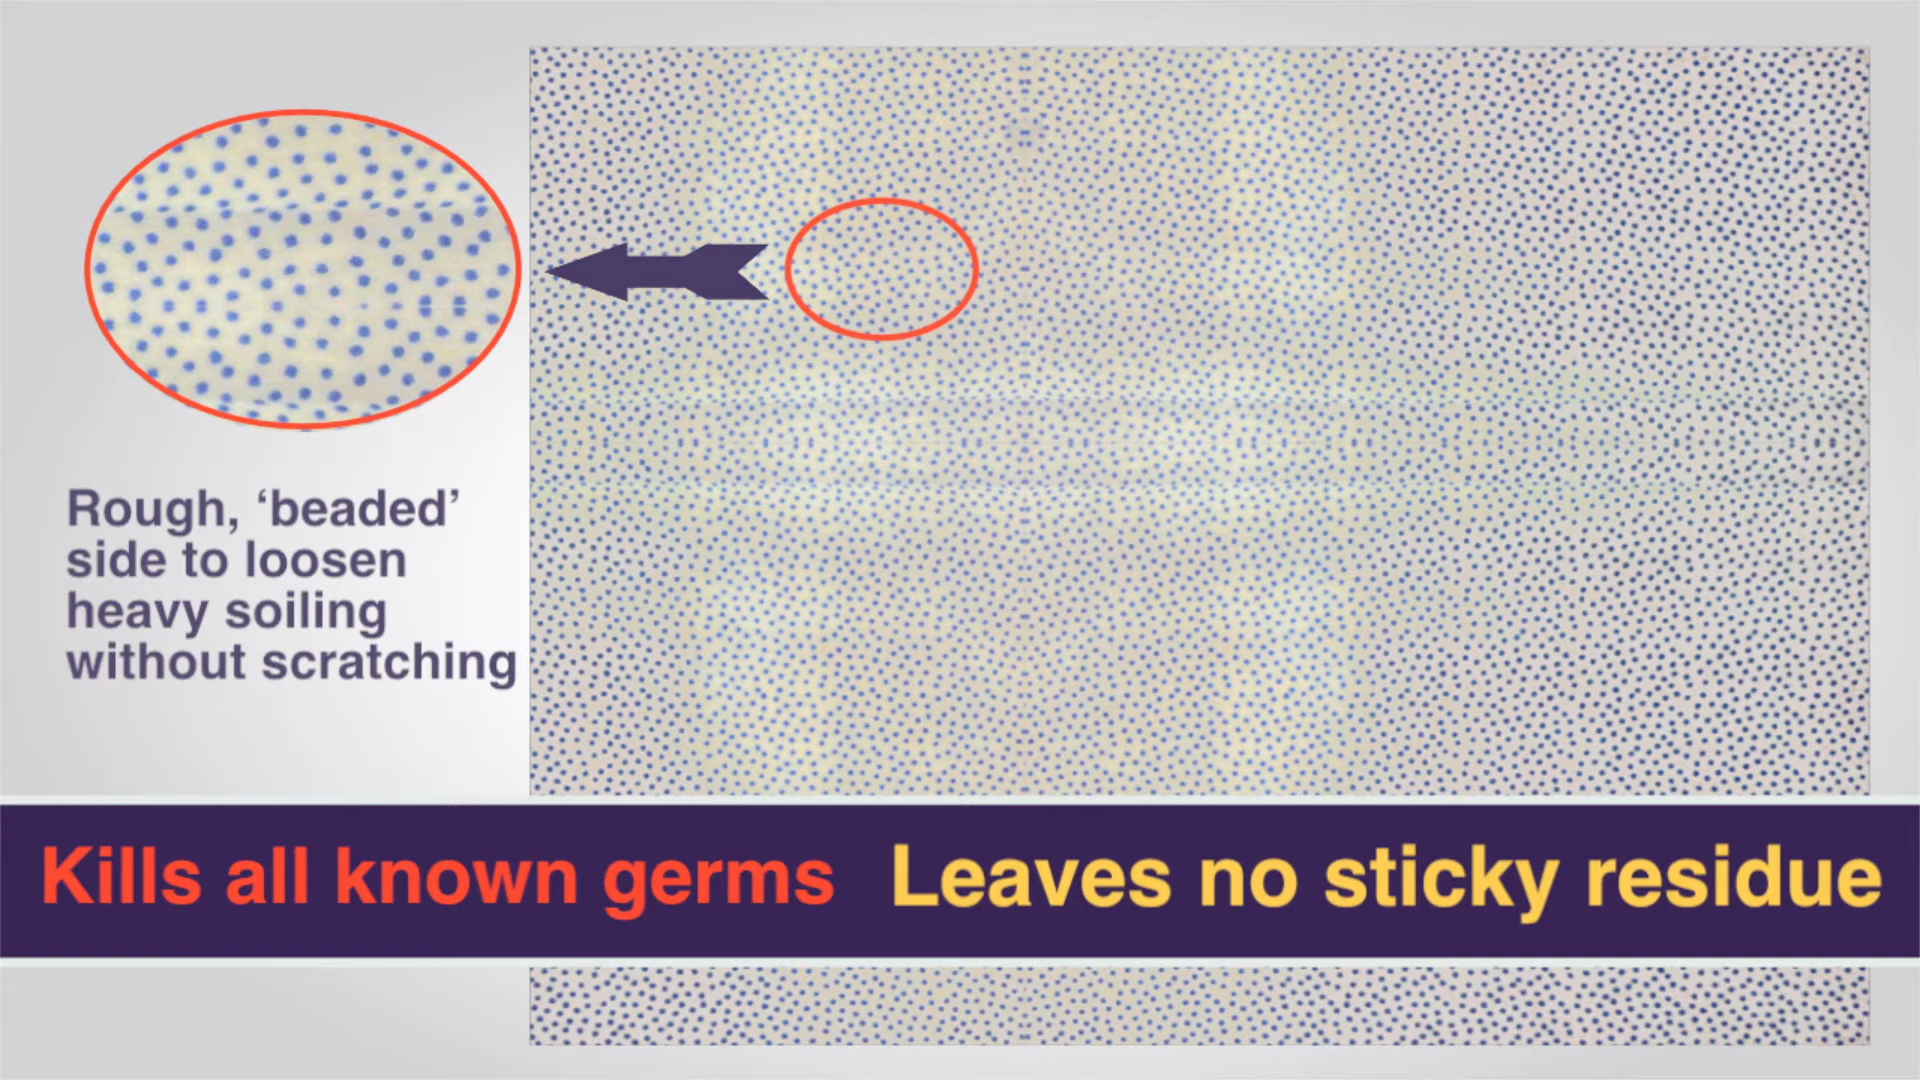 Rough, ‘beaded’
side to loosen
heavy soiling
without scratching
Kills all known germs
Leaves no sticky residue